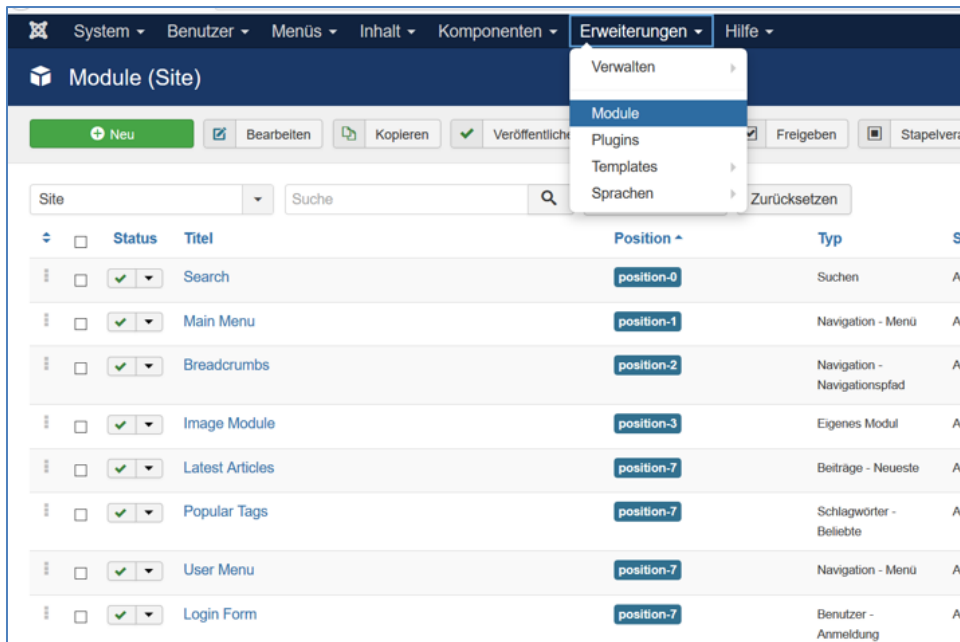 System Benutzer Menüs Inhalt Komponenten Erweiterungen Hilfe
Module (Site)
Verwalten
Module
Plugins
Templates
Sprachen
Neu Bearbeiten Kopieren Veröffentliche Freigeben Stapelvera
Site Suche Zurücksetzen
Status Titel Position Typ S
Search position-0 Suchen A
Main Menu position-1 Navigation - Menü A
Breadcrumbs position-2 Navigation - A
Navigationspfad
Image Module position-3 Eigenes Modul A
Latest Articles position-7 Beiträge - Neueste A
Popular Tags position-7 Schlagwörter - A
Beliebte
User Menu position-7 Navigation - Menü A
Login Form position-7 Benutzer - A
Anmeldung